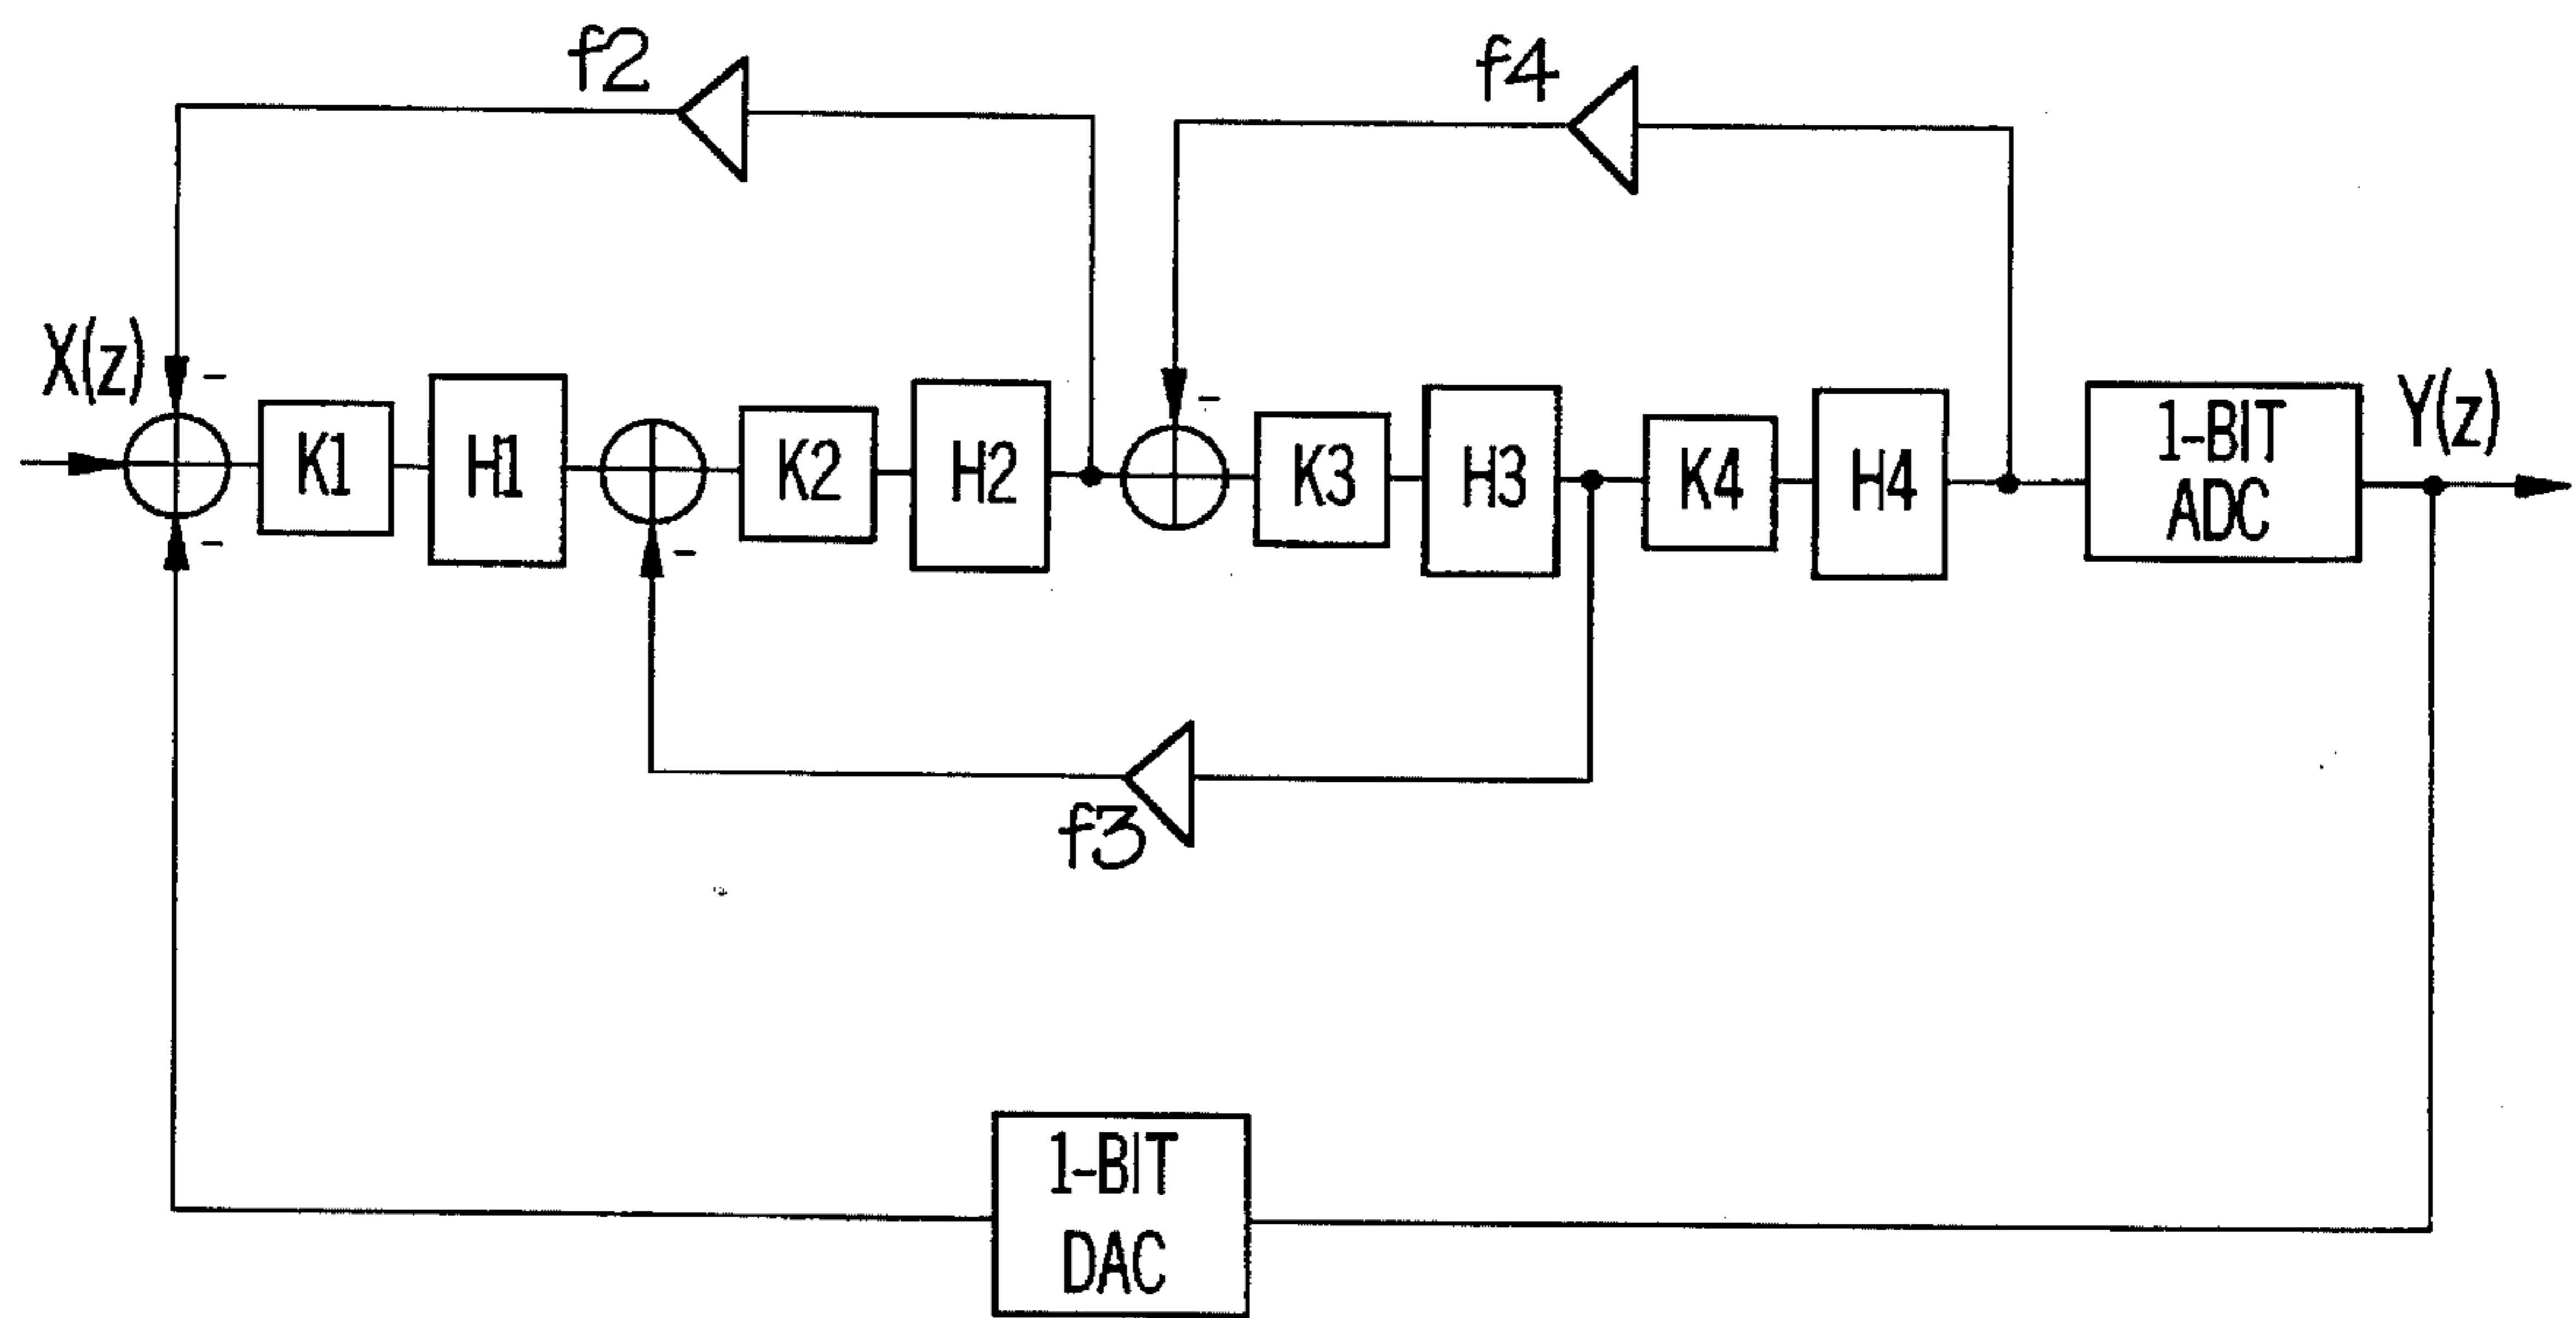 f2
f4
X(z)
K1
H1
K2
H2
K3
H3
K4
H4
1-BIT
ADC
Y(z)
-
-
-
-
f3
1-BIT
DAC